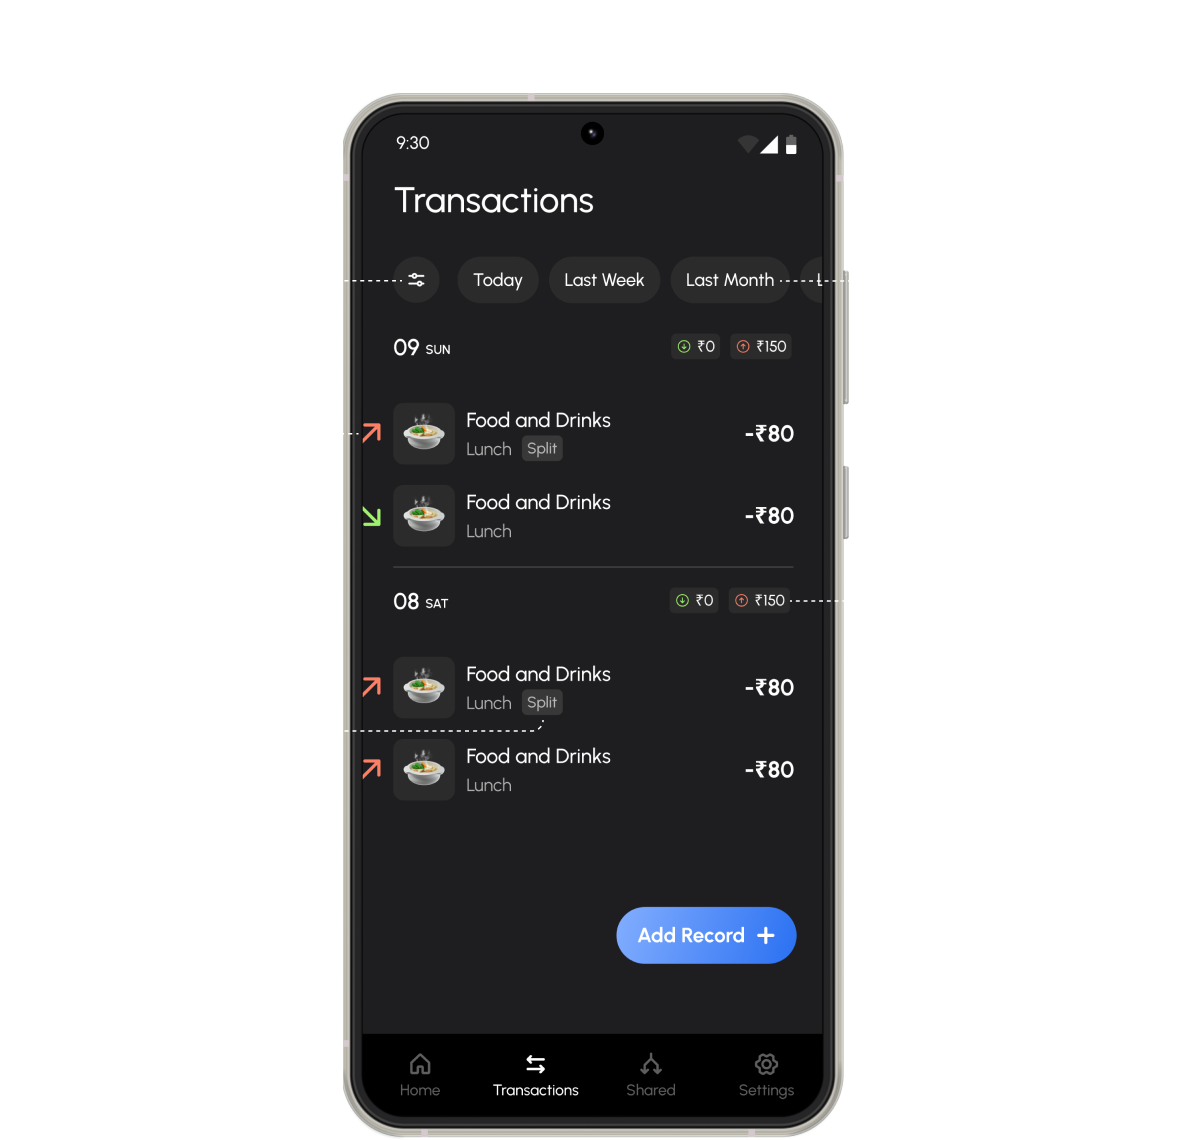 9:30
Transactions
Today Last Week Last Month L
09 SUN ₹0 ₹150
Food and Drinks
Lunch Split
-₹80
Food and Drinks
Lunch
-₹80
08 SAT ₹0 ₹150
Food and Drinks
Lunch Split
-₹80
Food and Drinks
Lunch
-₹80
Add Record +
Home Transactions Shared Settings